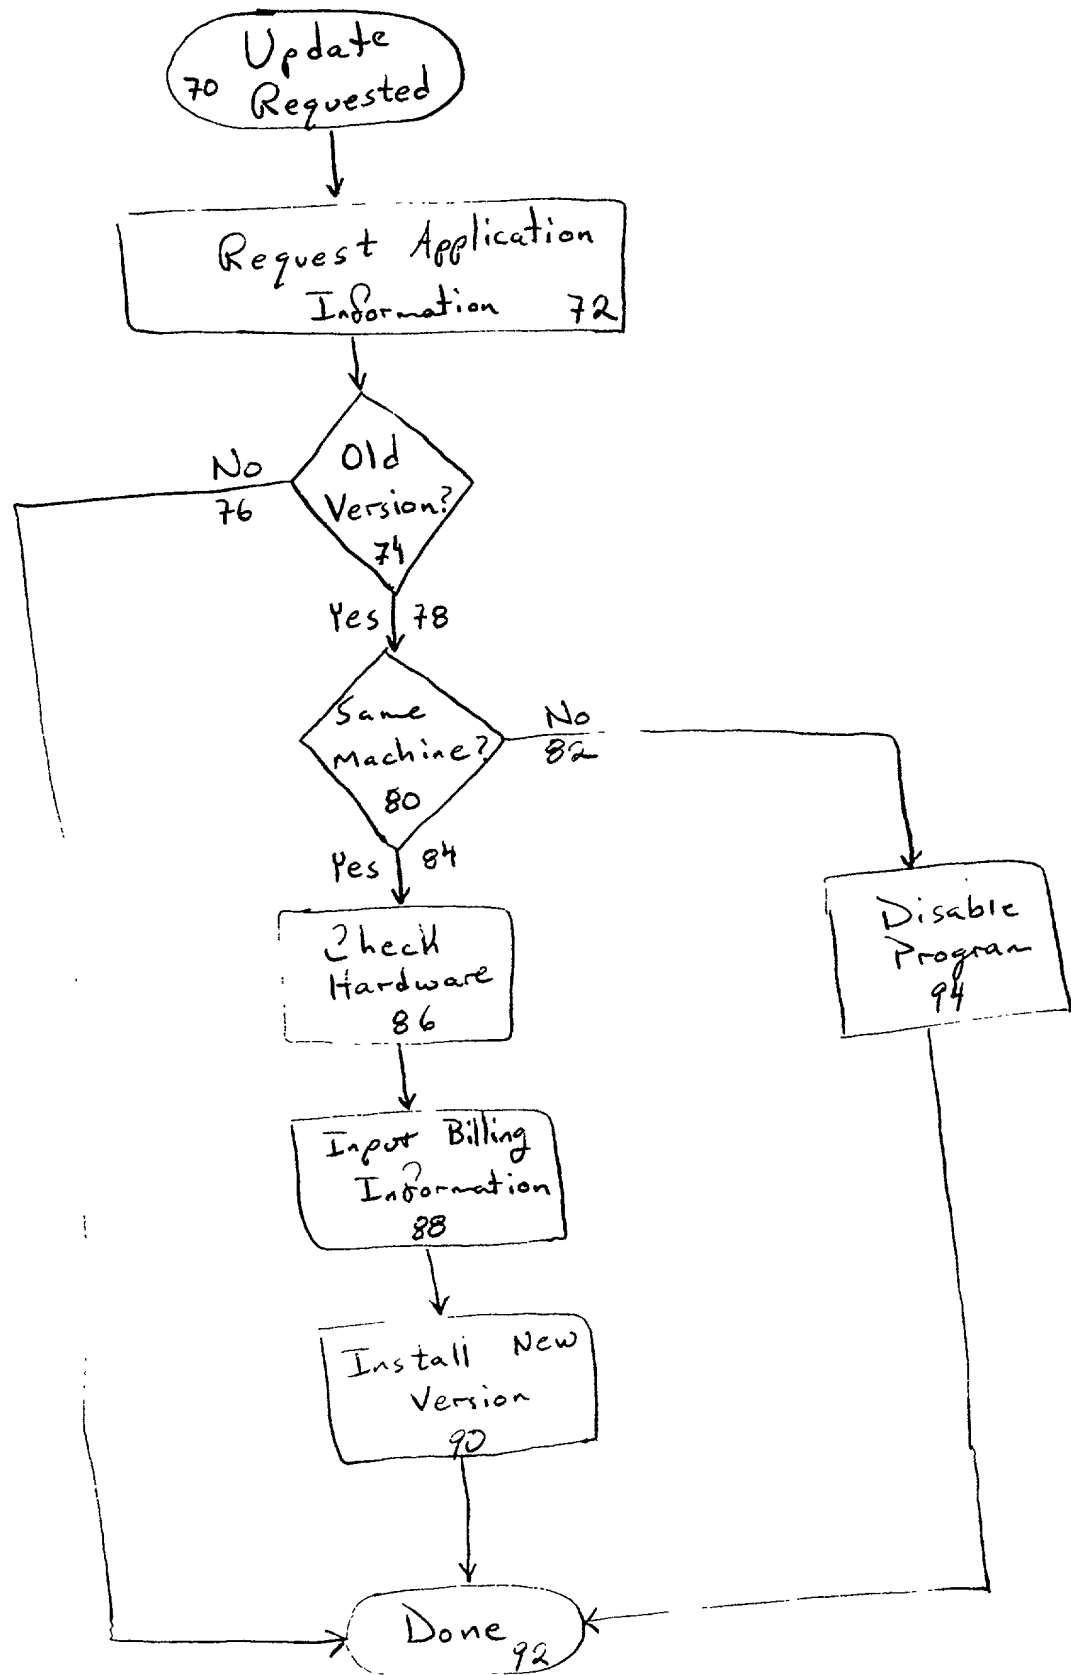 Update
70 Requested
Request Application
Information 72
Old
Version?
74
No
76
Yes 78
Same
Machine?
80
No
82
Yes 84
Check
Hardware
86
Disable
Program
94
Input Billing
Information
88
Install New
Version
90
Done 92